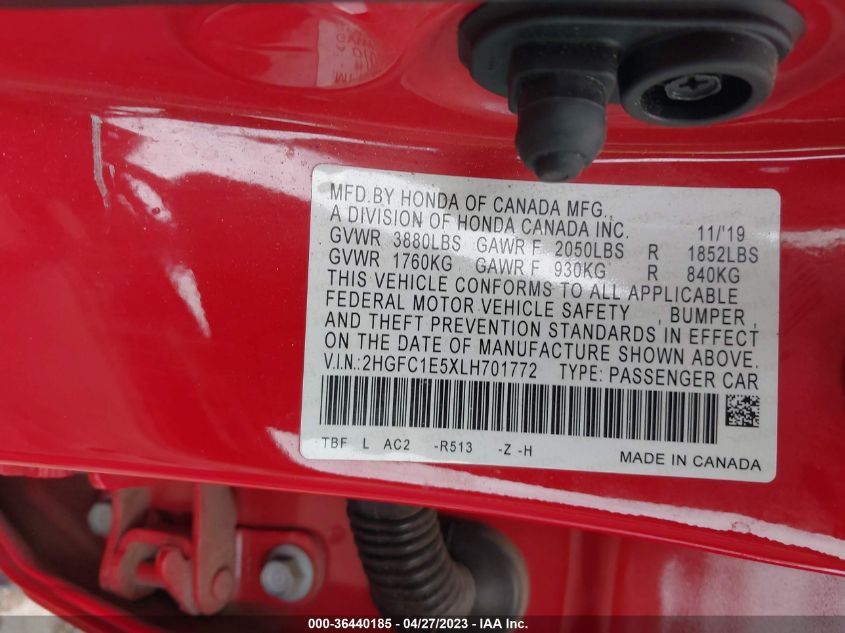 MFD.BY HONDA OF CANADA MFG.,
A DIVISION OF HONDA CANADA INC. 11/'19
GVWR 3880LBS GAWR F 2050LBS R 1852LBS
GVWR 1760KG GAWR F 930KG R 840KG
THIS VEHICLE CONFORMS TO ALL APPLICABLE
FEDERAL MOTOR VEHICLE SAFETY , BUMPER ,
AND THEFT PREVENTION STANDARDS IN EFFECT
ON THE DATE OF MANUFACTURE SHOWN ABOVE.
V.I.N.:2HGFC1E5XLH701772 TYPE: PASSENGER CAR
TBF L AC2 -R513 -Z -H
MADE IN CANADA
000-36440185 - 04/27/2023 - IAA Inc.